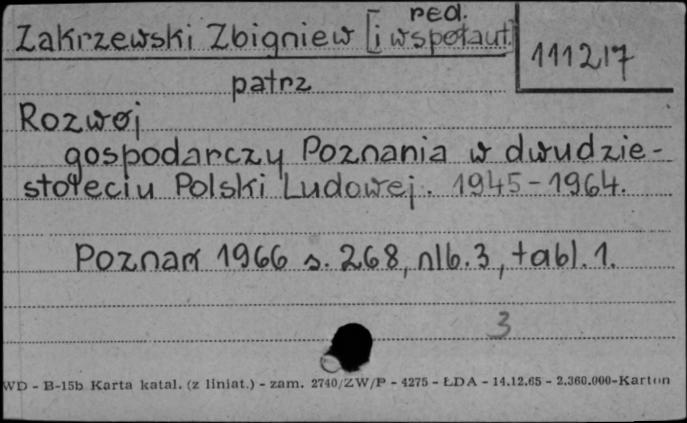 Zakrzewski Zbigniew [red. i współaut.]
111217
patrz
Rozwój
gospodarczy Poznania w dwudzie-
stoleciu Polski Ludowej. 1945-1964.
Poznań 1966 s. 268, nlb. 3, tabl. 1.
3
WD - B-15b Karta katal. (z liniat.) - zam. 2740/ZW/P - 4275 - ŁDA - 14.12.65 - 2.360.000-Karton